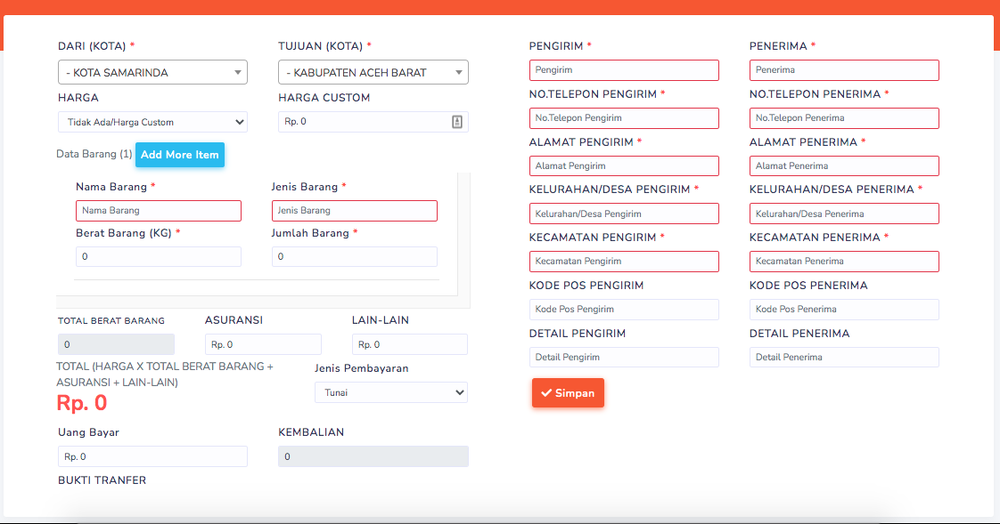 DARI (KOTA) *
TUJUAN (KOTA) *
- KOTA SAMARINDA
- KABUPATEN ACEH BARAT
HARGA
HARGA CUSTOM
Tidak Ada/Harga Custom
Rp. 0
Data Barang (1)
Add More Item
Nama Barang *
Jenis Barang *
Nama Barang
Jenis Barang
Berat Barang (KG) *
Jumlah Barang *
0
0
TOTAL BERAT BARANG
ASURANSI
LAIN-LAIN
0
Rp. 0
Rp. 0
TOTAL (HARGA X TOTAL BERAT BARANG +
ASURANSI + LAIN-LAIN)
Rp. 0
Jenis Pembayaran
Tunai
Uang Bayar
KEMBALIAN
Rp. 0
0
BUKTI TRANFER
PENGIRIM *
PENERIMA *
Pengirim
Penerima
NO.TELEPON PENGIRIM *
NO.TELEPON PENERIMA *
No.Telepon Pengirim
No.Telepon Penerima
ALAMAT PENGIRIM *
ALAMAT PENERIMA *
Alamat Pengirim
Alamat Penerima
KELURAHAN/DESA PENGIRIM *
KELURAHAN/DESA PENERIMA *
Kelurahan/Desa Pengirim
Kelurahan/Desa Penerima
KECAMATAN PENGIRIM *
KECAMATAN PENERIMA *
Kecamatan Pengirim
Kecamatan Penerima
KODE POS PENGIRIM
KODE POS PENERIMA
Kode Pos Pengirim
Kode Pos Penerima
DETAIL PENGIRIM
DETAIL PENERIMA
Detail Pengirim
Detail Penerima
Simpan